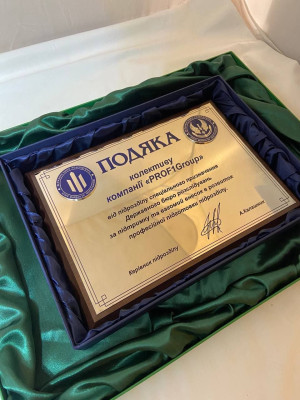 ПОДЯКА
колективу
компанії «PROF1Group»
від підрозділу спеціального призначення
Державного бюро розслідувань
за підтримку та вагомий внесок в розвиток
професійної підготовки підрозділу.
Керівник підрозділу